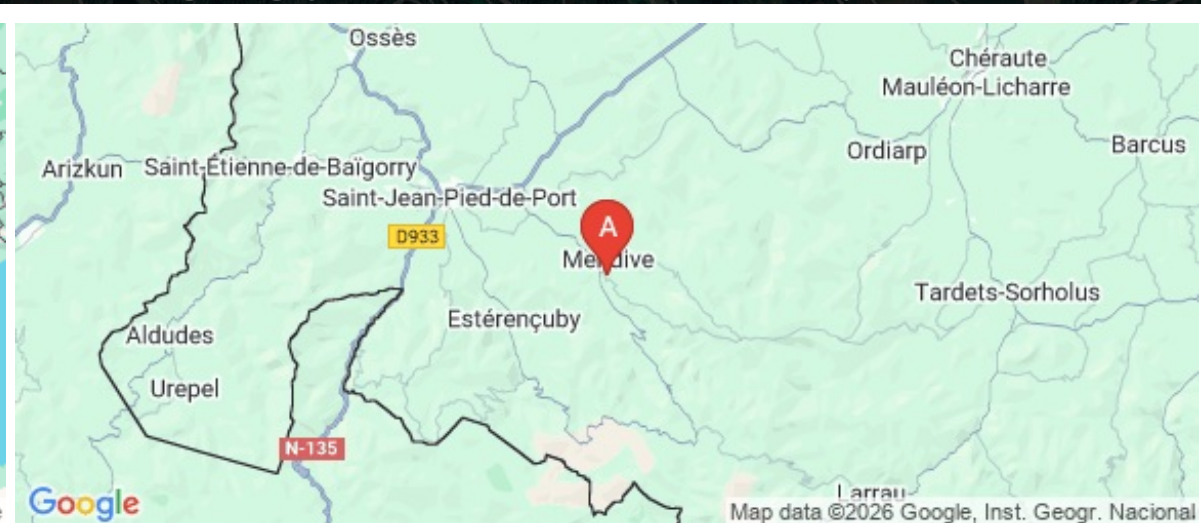 Ossès
Chéraute
Mauléon-Licharre
Ordiarp
Barcus
Arizkun
Saint-Étienne-de-Baïgorry
Saint-Jean-Pied-de-Port
D933
A
Mendive
Tardets-Sorholus
Estérençuby
Aldudes
Urepel
N-135
Larrau
Google
Map data ©2026 Google, Inst. Geogr. Nacional